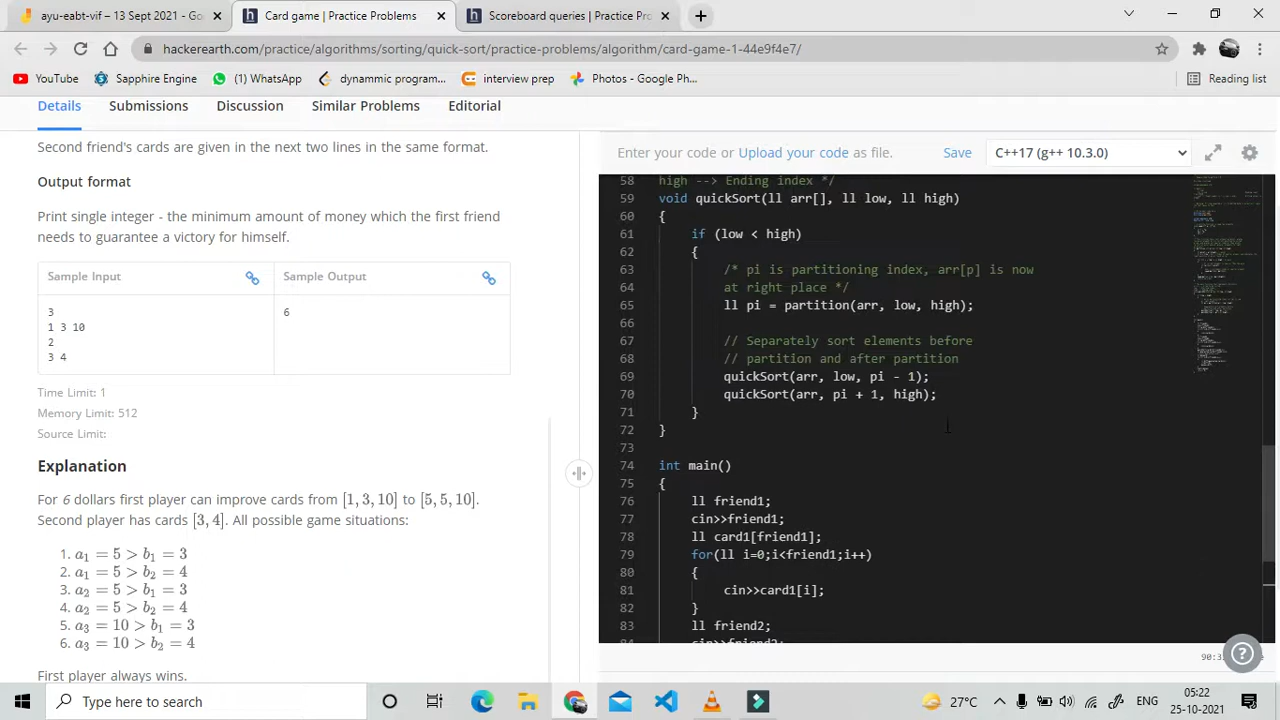 ayu-eet-vif – 3301237
Card game | Practice Problems
Scoreboard queries | Practice Pr
hackerearth.com/practice/algorithms/sorting/quick-sort/practice-problems/algorithm/card-game-1-44e9f4e7/
YouTube
Sapphire Engine
(1) WhatsApp
dynammic program...
interview prep
Photos - Google Ph...
Reading list
Details
Submissions
Discussion
Similar Problems
Editorial
Second friend's cards are given in the next two lines in the same format.
Output format
Print single integer - the minimum amount of money which the first friend
needs to guarantee a victory for himself.
Sample Input
Sample Output
3
1 3 10
2
3 4
6
Time Limit: 1
Memory Limit: 512
Source Limit:
Explanation
For 6 dollars first player can improve cards from [1, 3, 10] to [5, 5, 10].
Second player has cards [3, 4]. All possible game situations:
1. a1 = 5 > b1 = 3
2. a1 = 5 > b2 = 4
3. a2 = 5 > b1 = 3
4. a2 = 5 > b2 = 4
5. a3 = 10 > b1 = 3
6. a3 = 10 > b2 = 4
First player always wins.
Enter your code or Upload your code as file.
Save
C++17 (g++ 10.3.0)
58 high --> Ending index */
59 void quickSort(ll arr[], ll low, ll high)
60 {
61 if (low < high)
62 {
63 /* pi is partitioning index, arr[p] is now
64 at right place */
65 ll pi = partition(arr, low, high);
66
67 // Separately sort elements before
68 // partition and after partition
69 quickSort(arr, low, pi - 1);
70 quickSort(arr, pi + 1, high);
71 }
72 }
73
74 int main()
75 {
76 ll friend1;
77 cin>>friend1;
78 ll card1[friend1];
79 for(ll i=0;i<friend1;i++)
80 {
81 cin>>card1[i];
82 }
83 ll friend2;
84 cin>>friend2;
Type here to search
27°C
ENG
05:22
25-10-2021